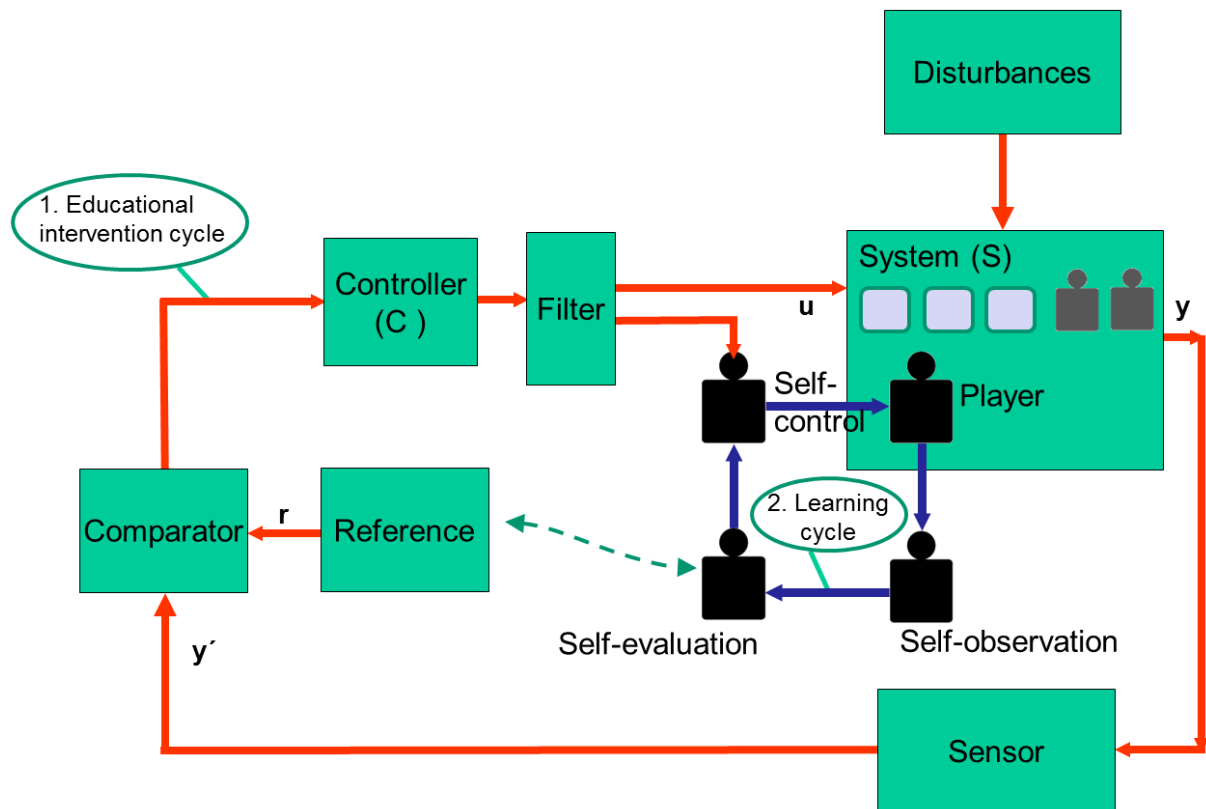 Disturbances
1. Educational
intervention cycle
Controller
(C )
Filter
System (S)
u
y
Self-
control
Player
2. Learning
cycle
Comparator
r
Reference
Self-evaluation
Self-observation
y´
Sensor